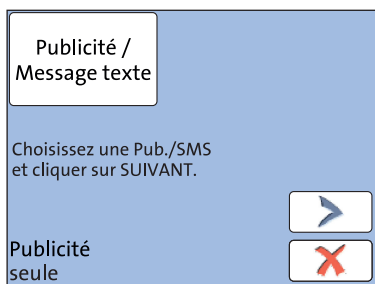 Publicité /
Message texte
Choisissez une Pub./SMS
et cliquer sur SUIVANT.
Publicité
seule